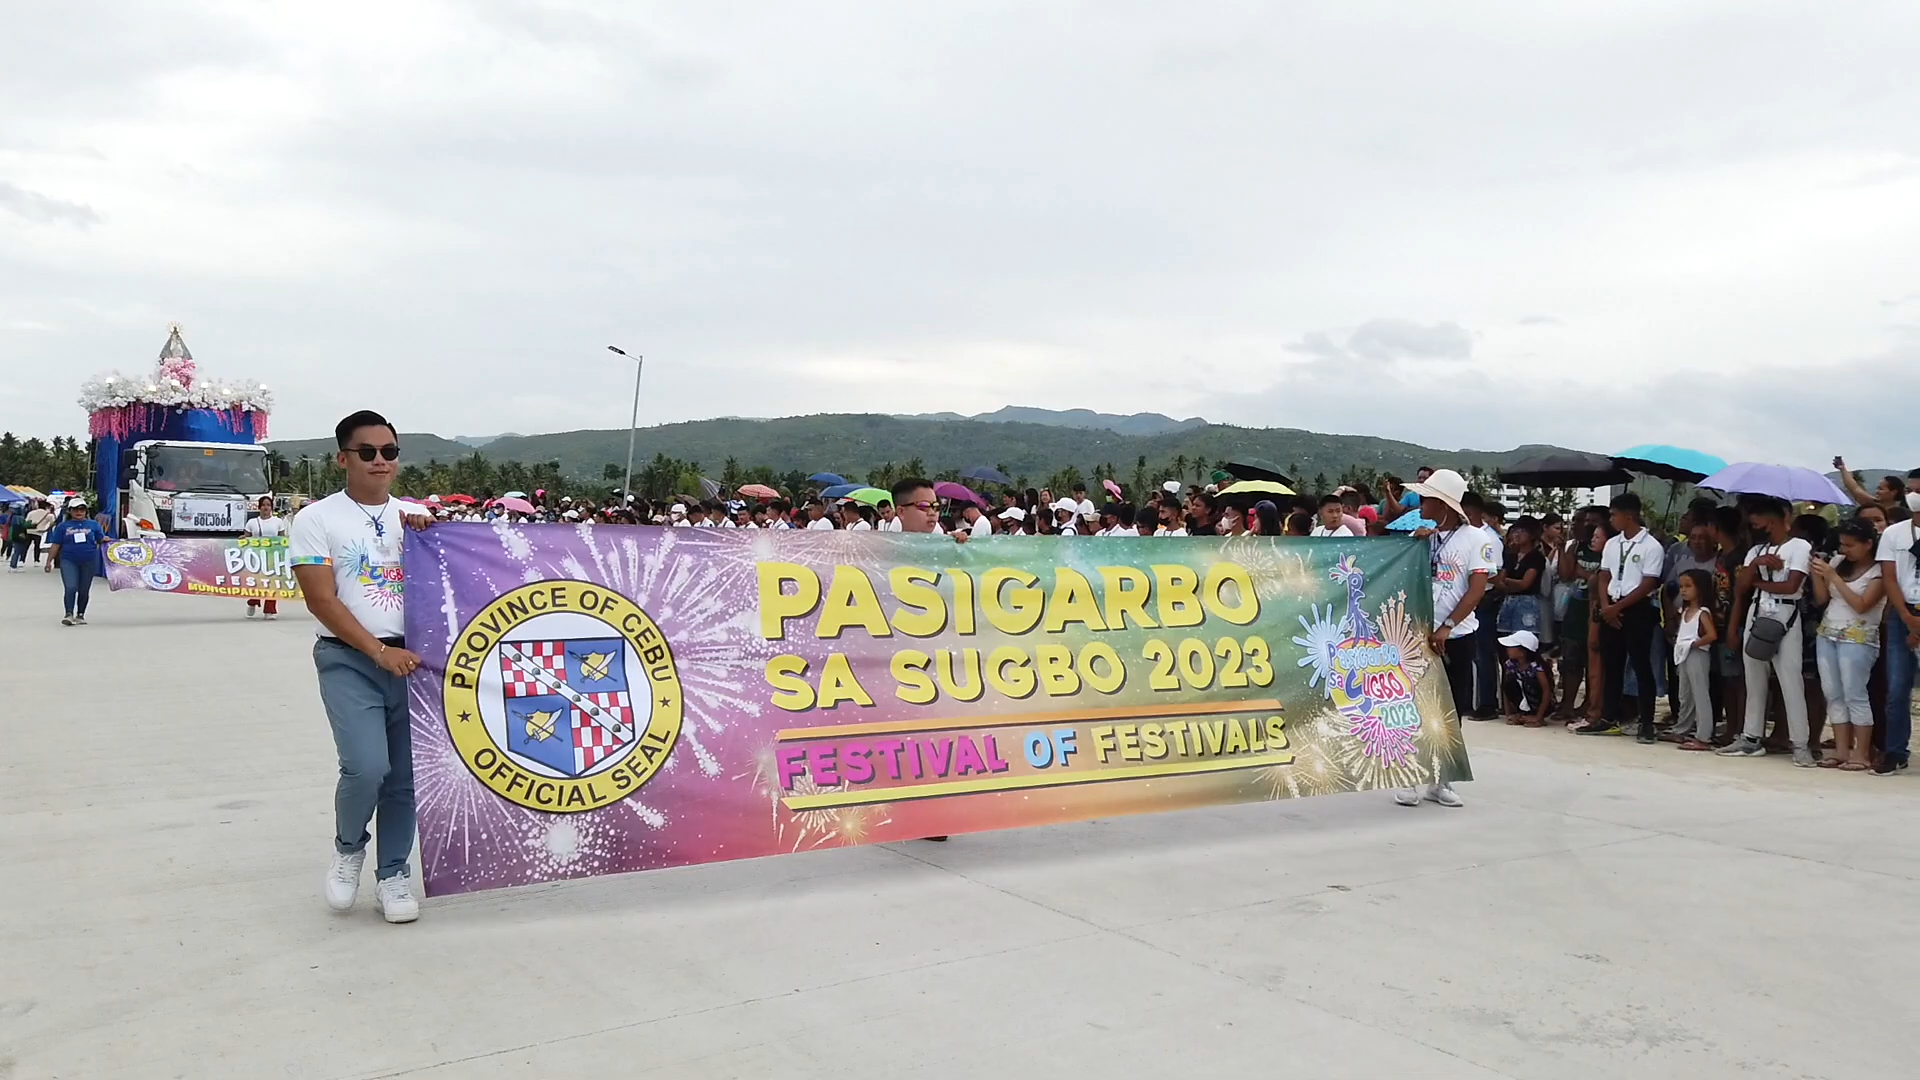 PROVINCE OF CEBU
OFFICIAL SEAL
PASIGARBO
SA SUGBO 2023
FESTIVAL OF FESTIVALS
Pasigarbo
sa SUGBO
2023
1
BOLJOON
BOLH
FESTIV
MUNICIPALITY OF